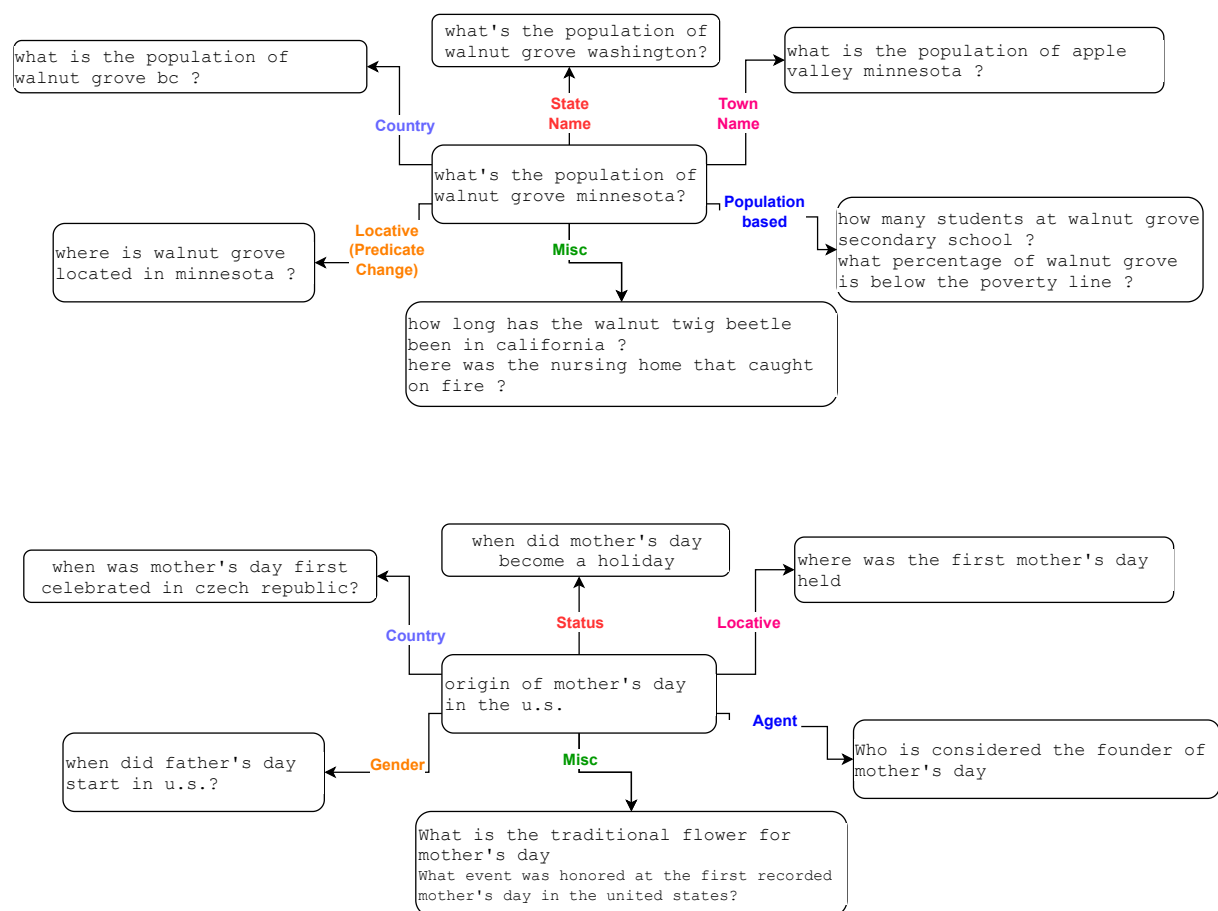 what's the population of
walnut grove washington?
what is the population of
walnut grove bc ?
what is the population of apple
valley minnesota ?
State
Name
Town
Name
Country
what's the population of
walnut grove minnesota?
Population
based
how many students at walnut grove
secondary school ?
what percentage of walnut grove
is below the poverty line ?
Locative
(Predicate
Change)
where is walnut grove
located in minnesota ?
Misc
how long has the walnut twig beetle
been in california ?
here was the nursing home that caught
on fire ?
when did mother's day
become a holiday
when was mother's day first
celebrated in czech republic?
where was the first mother's day
held
Status
Locative
Country
origin of mother's day
in the u.s.
Agent
Who is considered the founder of
mother's day
when did father's day
start in u.s.?
Gender
Misc
What is the traditional flower for
mother's day
What event was honored at the first recorded
mother's day in the united states?